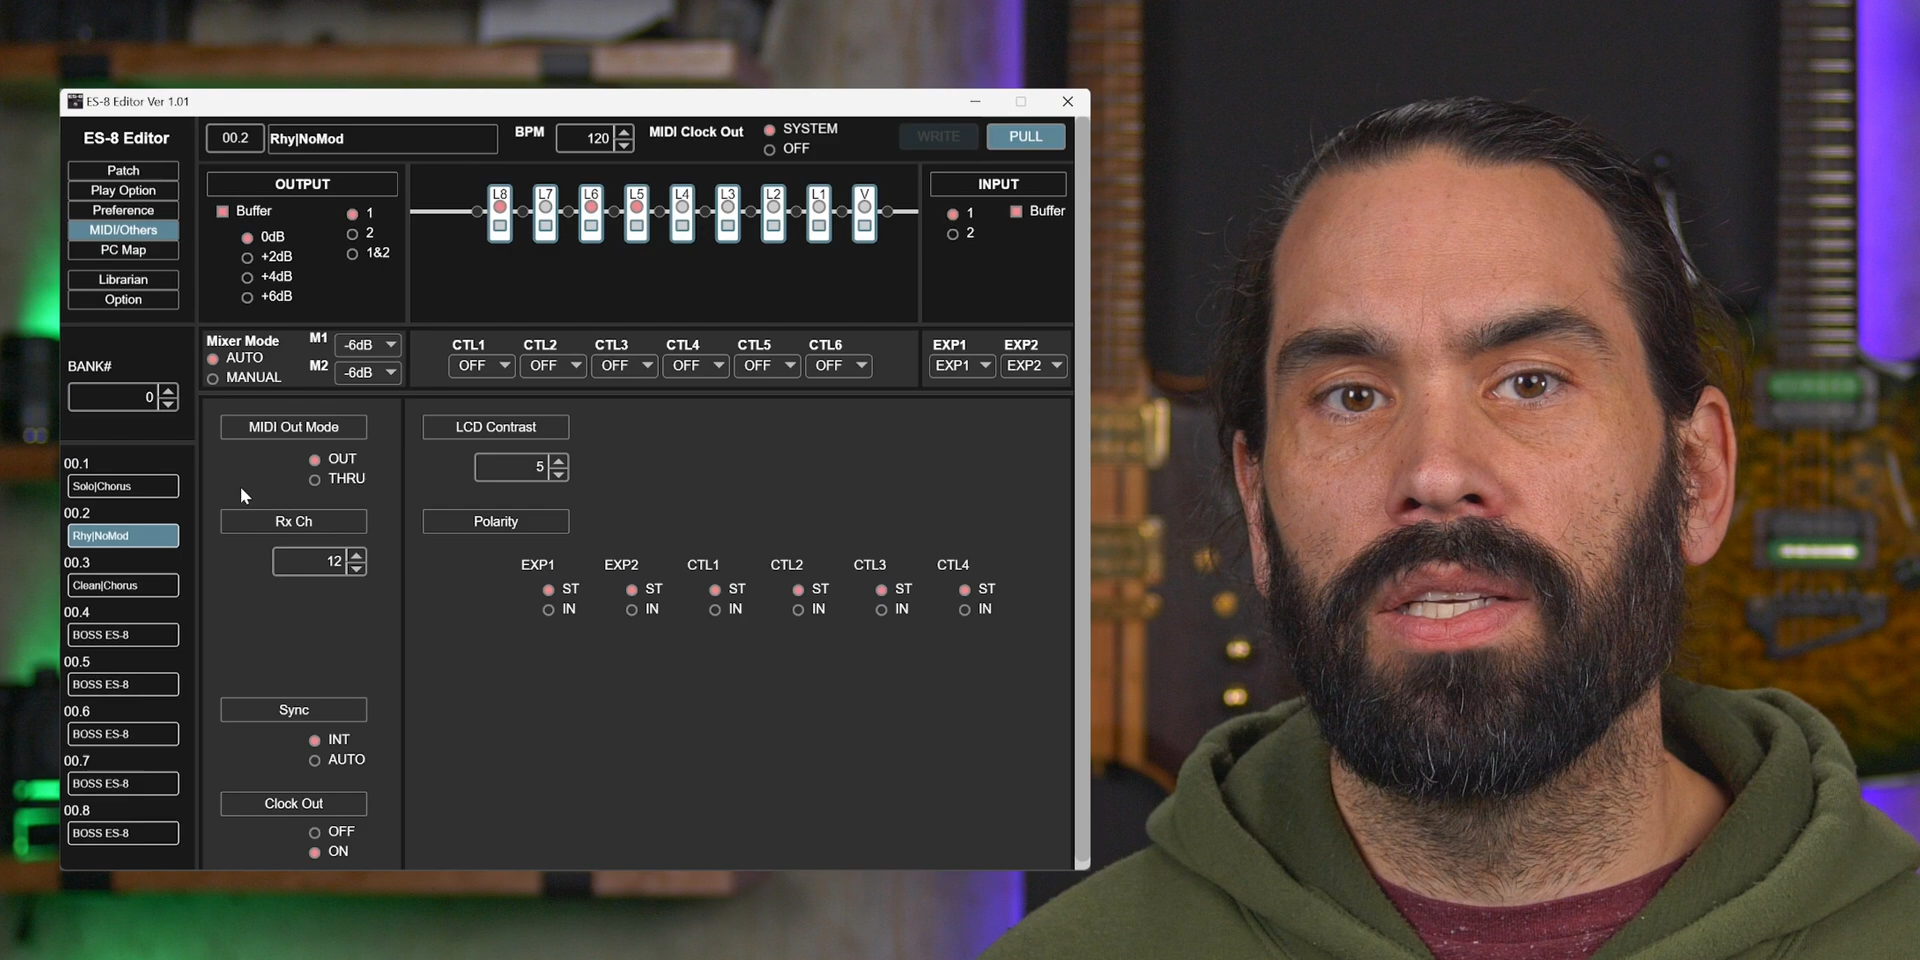 ES-8 Editor Ver 1.01
ES-8 Editor
Patch
Play Option
Preference
MIDI/Others
PC Map
Librarian
Option
BANK#
0
00.1
Solo|Chorus
00.2
Rhy|NoMod
00.3
Clean|Chorus
00.4
BOSS ES-8
00.5
BOSS ES-8
00.6
BOSS ES-8
00.7
BOSS ES-8
00.8
BOSS ES-8
00.2 Rhy|NoMod BPM 120 MIDI Clock Out SYSTEM OFF WRITE PULL
OUTPUT
Buffer
0dB
+2dB
+4dB
+6dB
1
2
1&2
L8 L7 L6 L5 L4 L3 L2 L1 V
INPUT
1
2
Buffer
Mixer Mode
AUTO
MANUAL
M1 -6dB
M2 -6dB
CTL1 CTL2 CTL3 CTL4 CTL5 CTL6
OFF OFF OFF OFF OFF OFF
EXP1 EXP2
EXP1 EXP2
MIDI Out Mode
OUT
THRU
Rx Ch
12
Sync
INT
AUTO
Clock Out
OFF
ON
LCD Contrast
5
Polarity
EXP1 EXP2 CTL1 CTL2 CTL3 CTL4
ST ST ST ST ST ST
IN IN IN IN IN IN